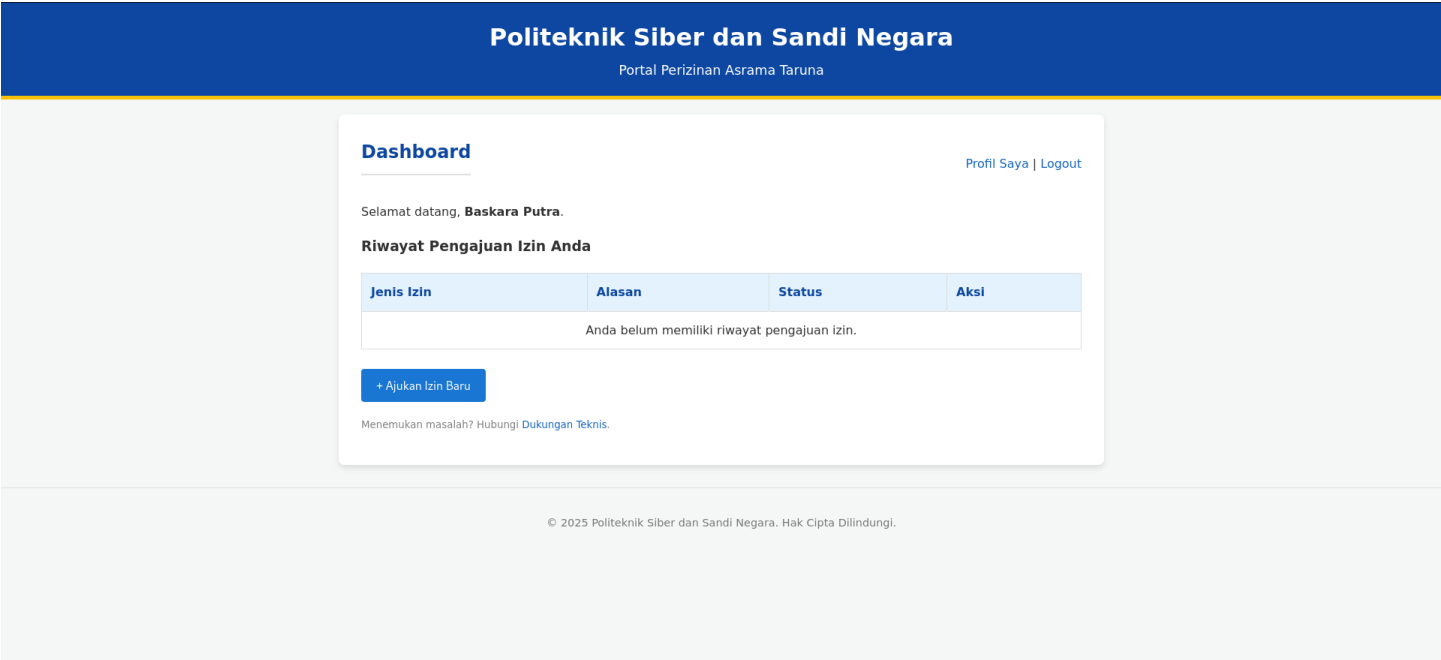 Politeknik Siber dan Sandi Negara
Portal Perizinan Asrama Taruna
Dashboard
Profil Saya | Logout
Selamat datang, Baskara Putra.
Riwayat Pengajuan Izin Anda
Jenis Izin Alasan Status Aksi
Anda belum memiliki riwayat pengajuan izin.
+ Ajukan Izin Baru
Menemukan masalah? Hubungi Dukungan Teknis.
© 2025 Politeknik Siber dan Sandi Negara. Hak Cipta Dilindungi.